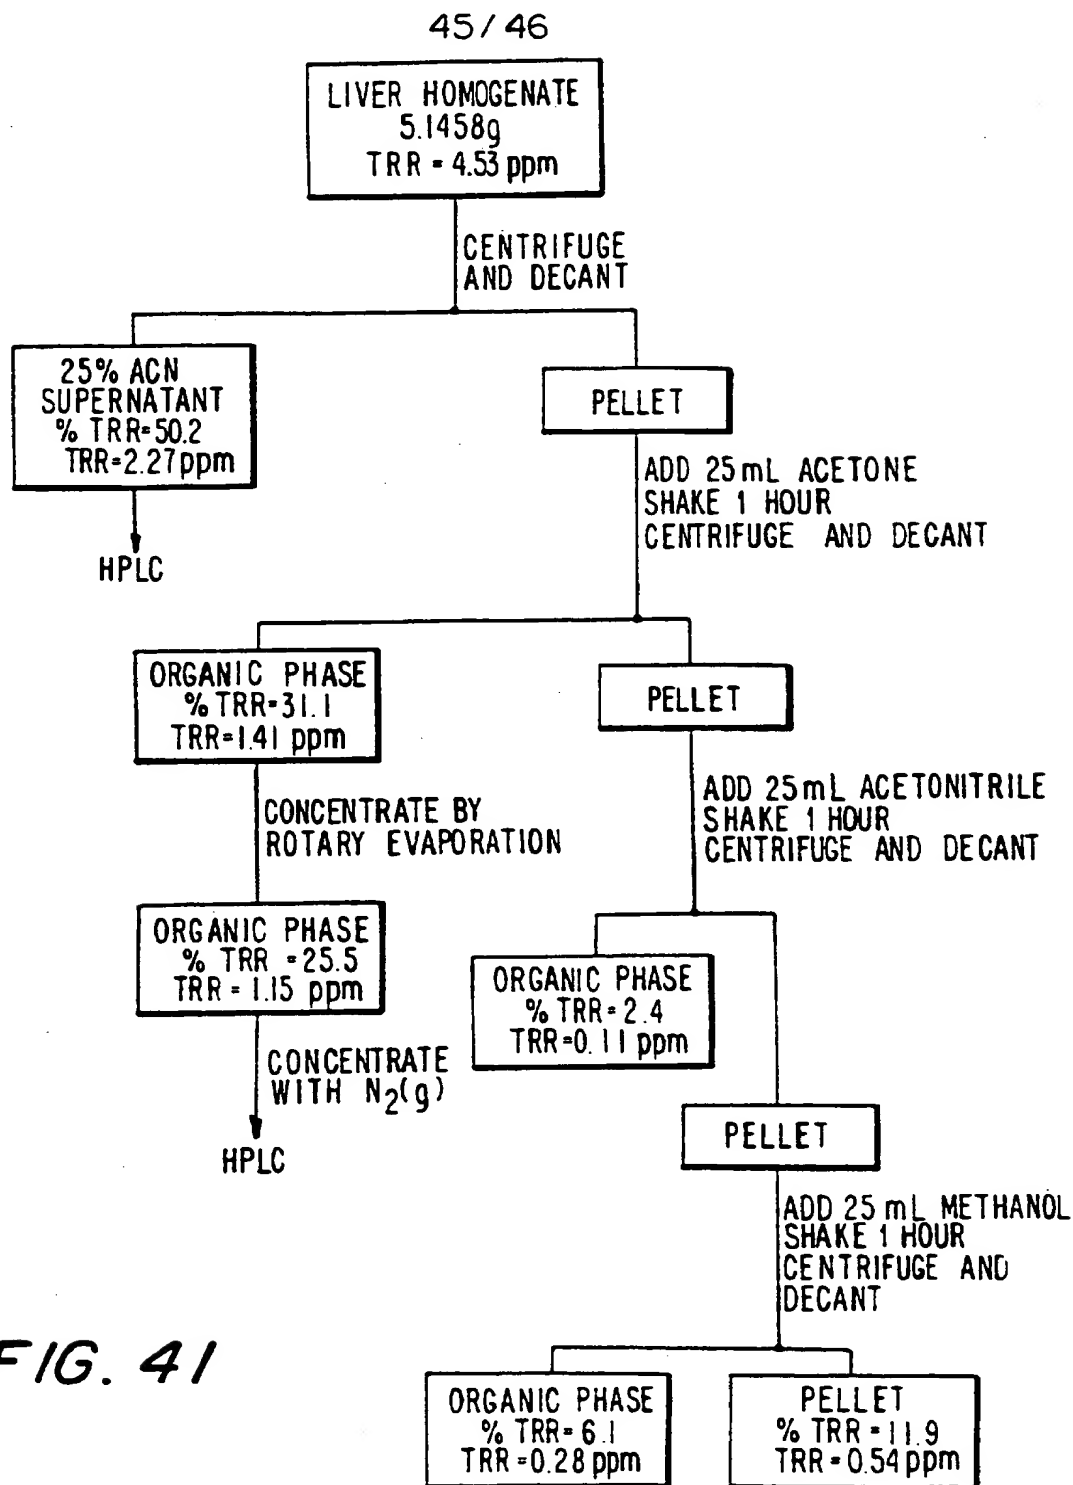 45/46
LIVER HOMOGENATE
5.1458g
TRR = 4.53 ppm
CENTRIFUGE
AND DECANT
25% ACN
SUPERNATANT
% TRR=50.2
TRR=2.27ppm
HPLC
PELLET
ADD 25mL ACETONE
SHAKE 1 HOUR
CENTRIFUGE AND DECANT
ORGANIC PHASE
% TRR=31.1
TRR=1.41 ppm
CONCENTRATE BY
ROTARY EVAPORATION
ORGANIC PHASE
% TRR =25.5
TRR = 1.15 ppm
CONCENTRATE
WITH N2(g)
HPLC
PELLET
ADD 25mL ACETONITRILE
SHAKE 1 HOUR
CENTRIFUGE AND DECANT
ORGANIC PHASE
% TRR=2.4
TRR=0.11 ppm
PELLET
ADD 25 mL METHANOL
SHAKE 1 HOUR
CENTRIFUGE AND
DECANT
ORGANIC PHASE
% TRR=6.1
TRR=0.28 ppm
PELLET
% TRR=11.9
TRR=0.54ppm
FIG. 41